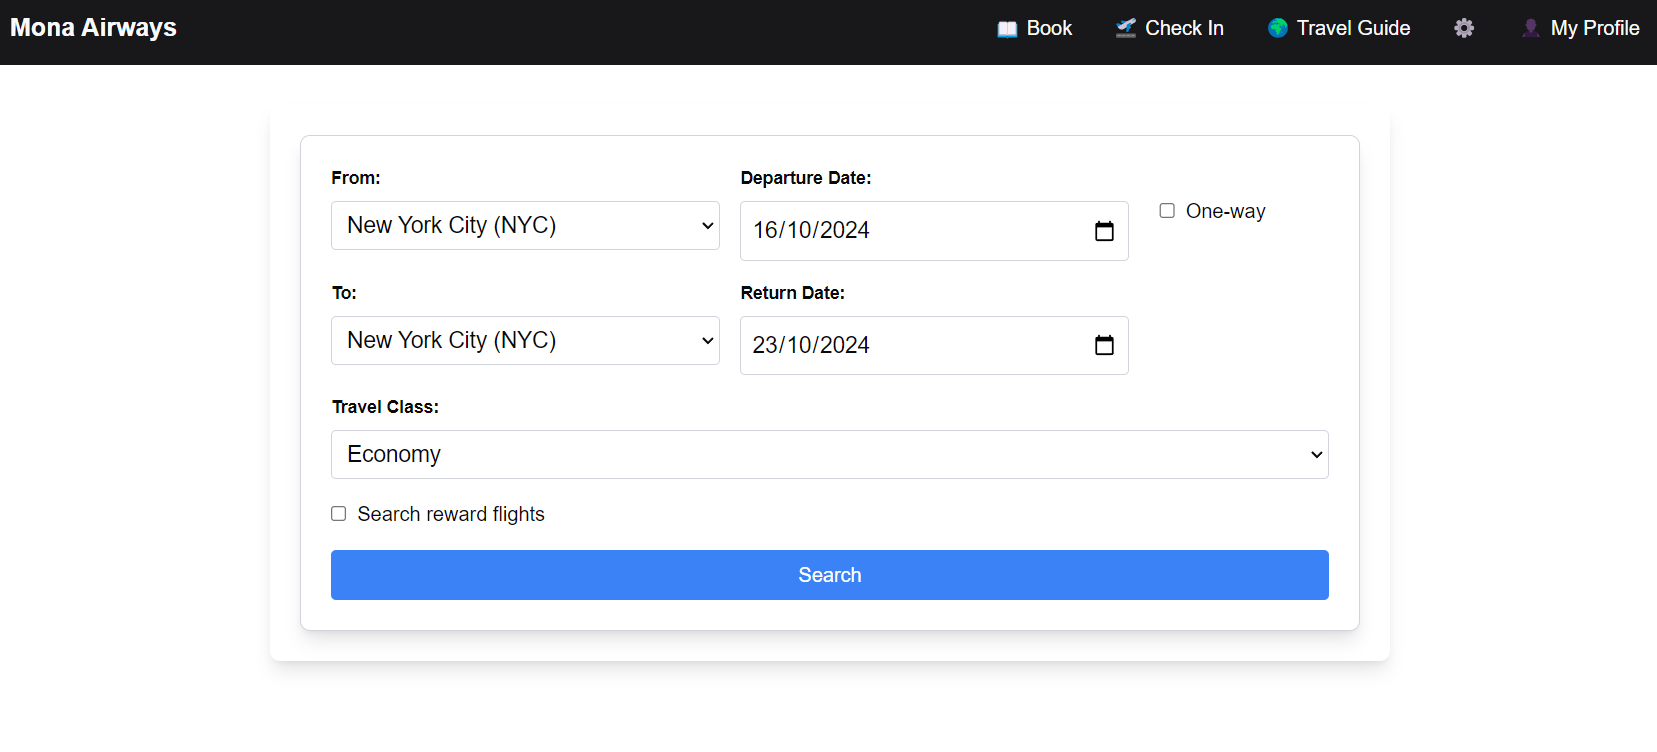 Mona Airways
Book
Check In
Travel Guide
My Profile
From:
New York City (NYC)
Departure Date:
16/10/2024
One-way
To:
New York City (NYC)
Return Date:
23/10/2024
Travel Class:
Economy
Search reward flights
Search